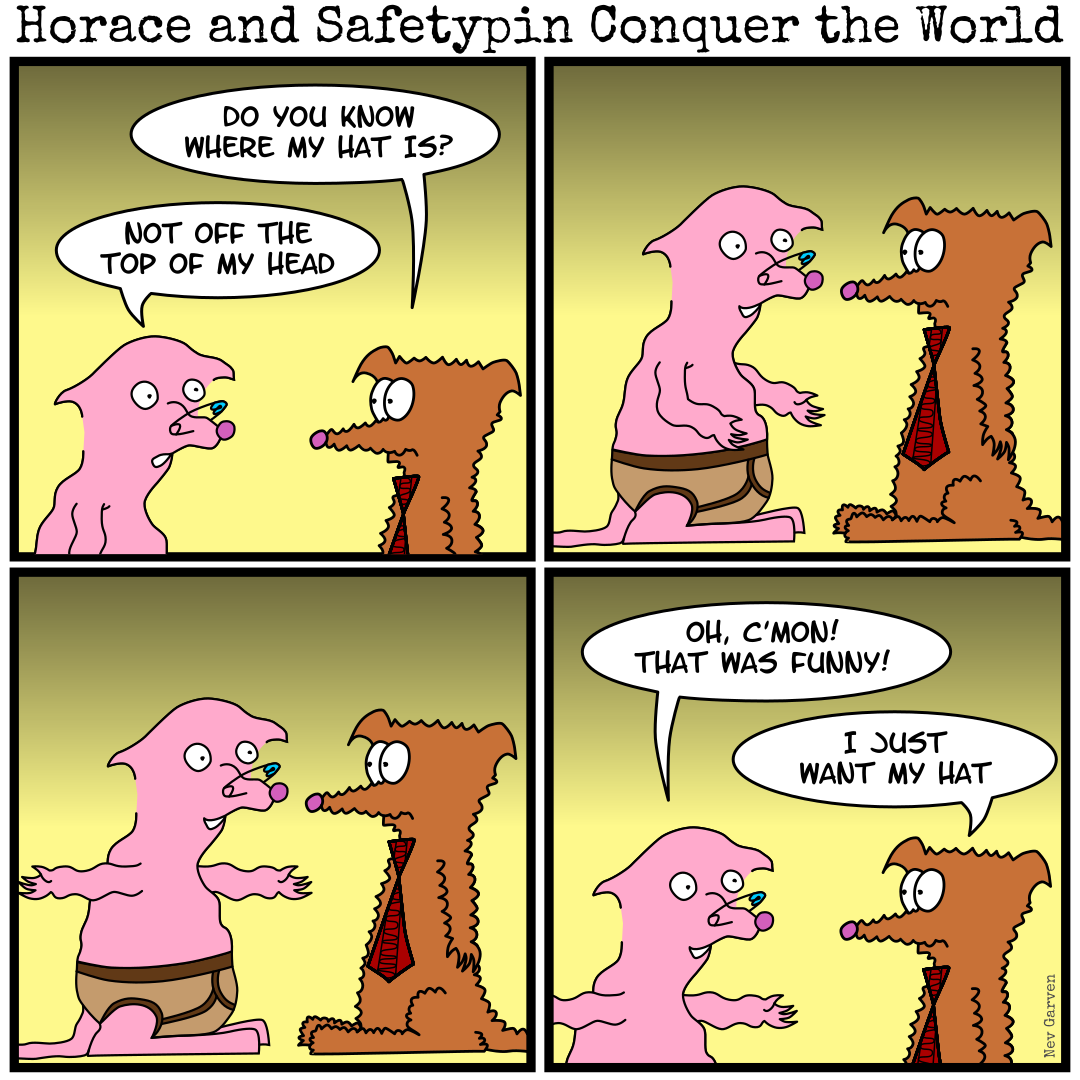 Horace and Safetypin Conquer the World
DO YOU KNOW
WHERE MY HAT IS?
NOT OFF THE
TOP OF MY HEAD
OH, C'MON!
THAT WAS FUNNY!
I JUST
WANT MY HAT
Nev Garven